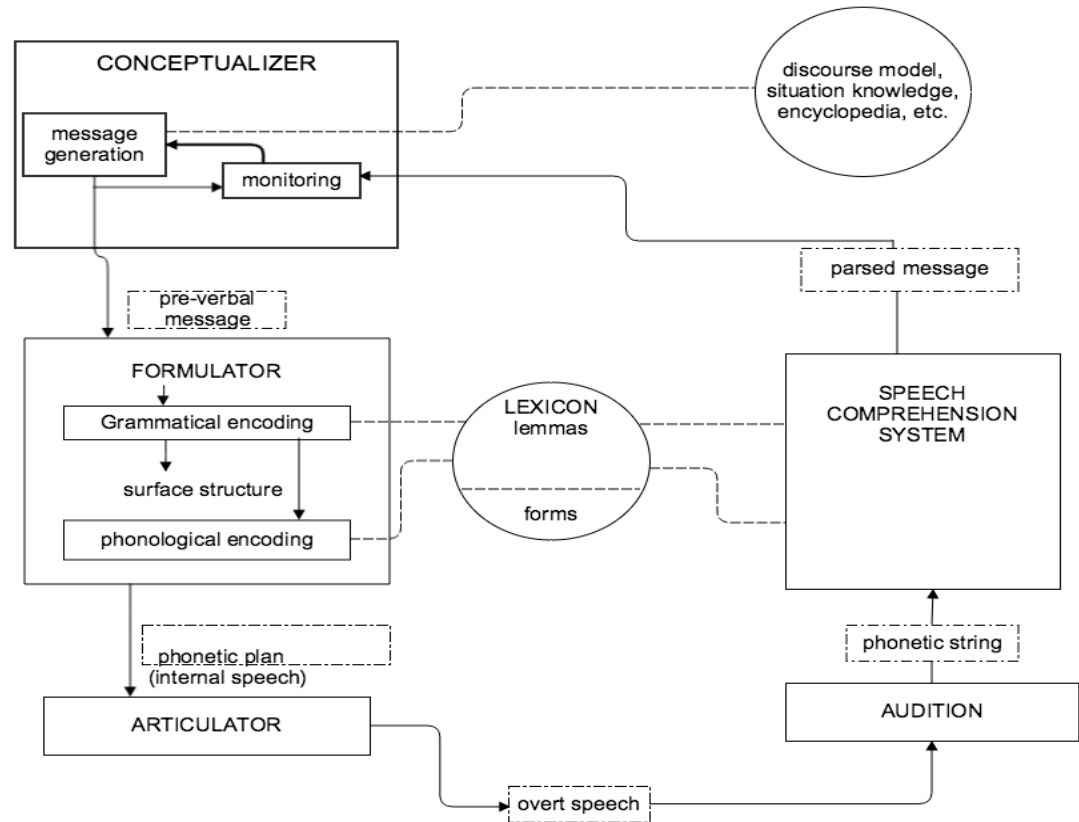 CONCEPTUALIZER
message
generation
monitoring
discourse model,
situation knowledge,
encyclopedia, etc.
parsed message
pre-verbal
message
FORMULATOR
Grammatical encoding
surface structure
phonological encoding
LEXICON
lemmas
forms
SPEECH
COMPREHENSION
SYSTEM
phonetic string
phonetic plan
(internal speech)
ARTICULATOR
AUDITION
overt speech